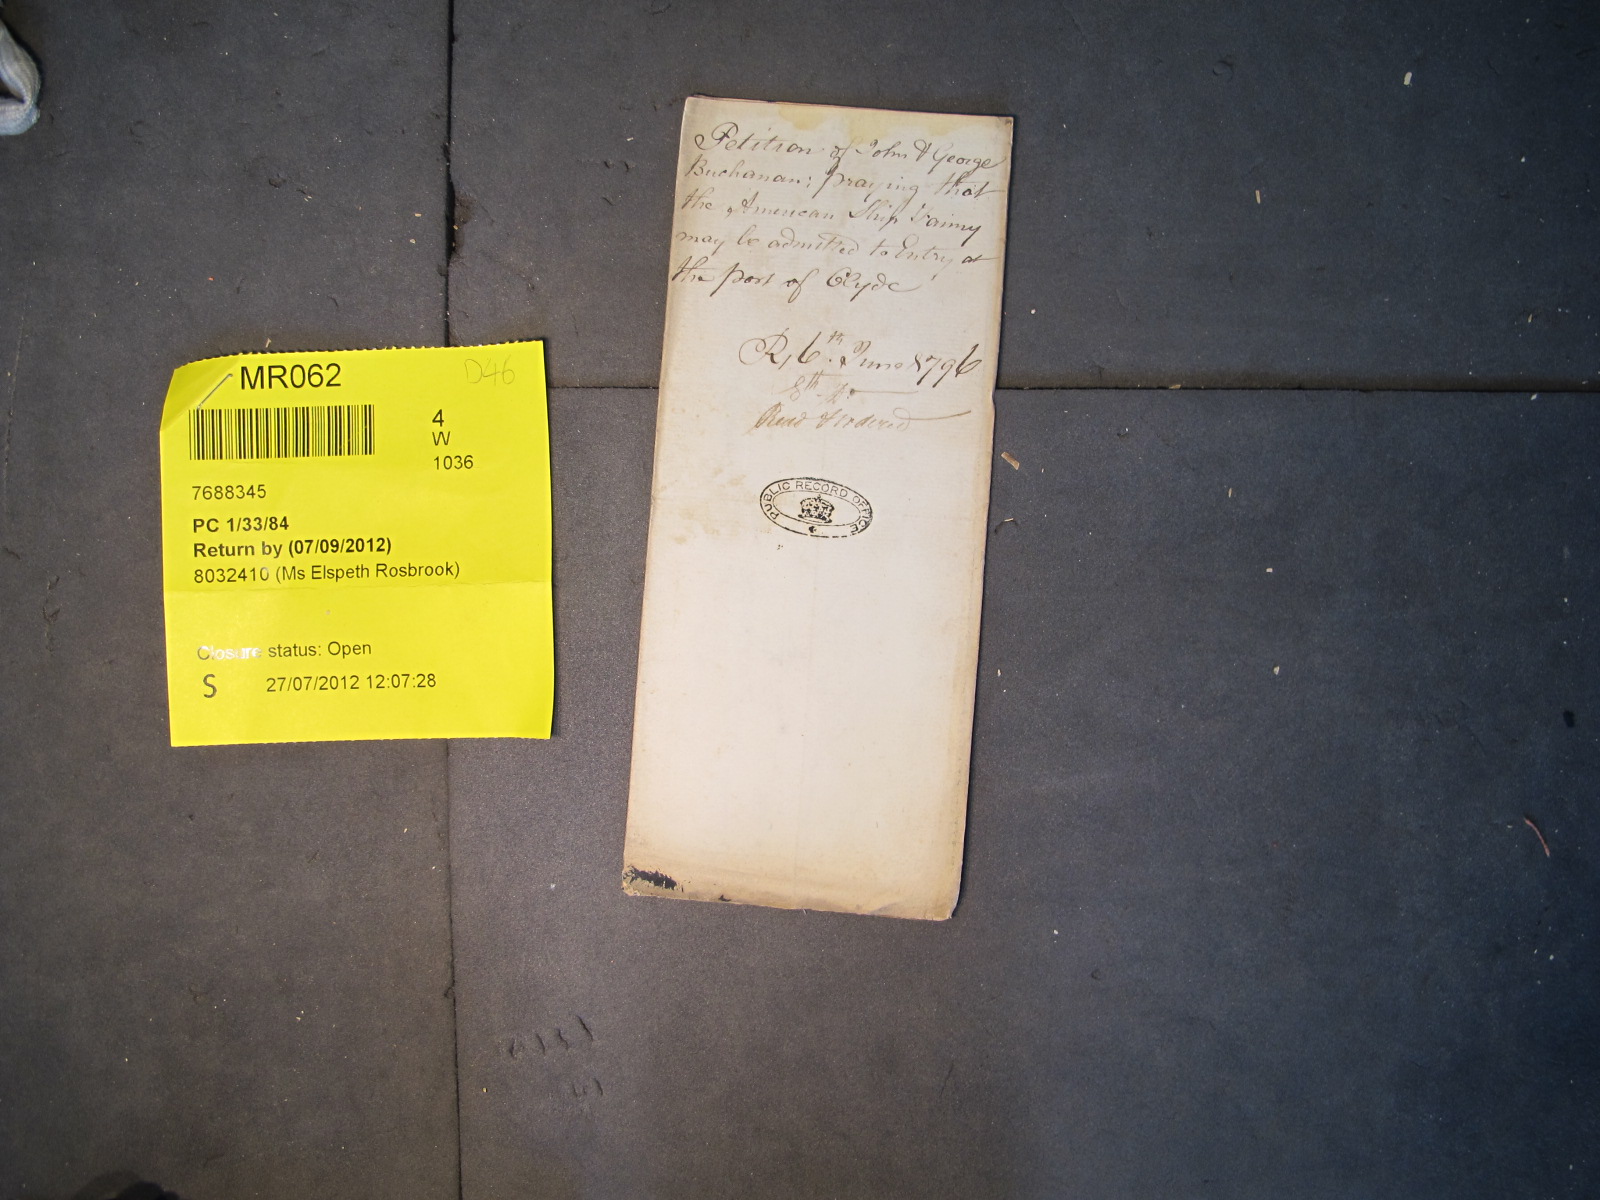 MR062
D46
4
W
1036
7688345
PC 1/33/84
Return by (07/09/2012)
8032410 (Ms Elspeth Rosbrook)
Closure status: Open
S 27/07/2012 12:07:28
Petition of John & George
Buchanan; praying that
the American Ship Fanny
may be admitted to Entry at
the port of Clyde
R, 6th. June 1796
8th. Do
Read & ordered
PUBLIC RECORD OFFICE